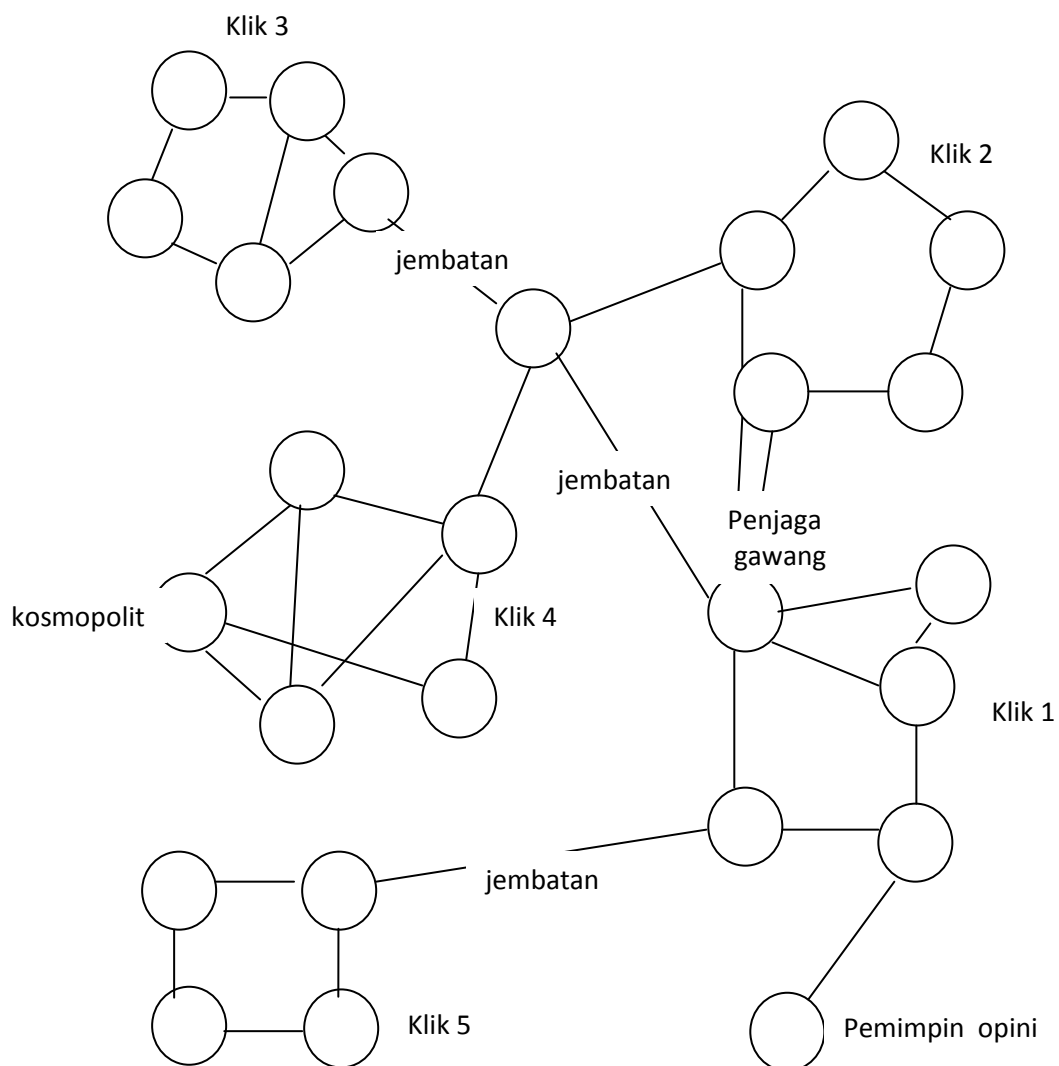 Klik 3
Klik 2
jembatan
jembatan
Penjaga
gawang
kosmopolit
Klik 4
Klik 1
jembatan
Klik 5
Pemimpin opini